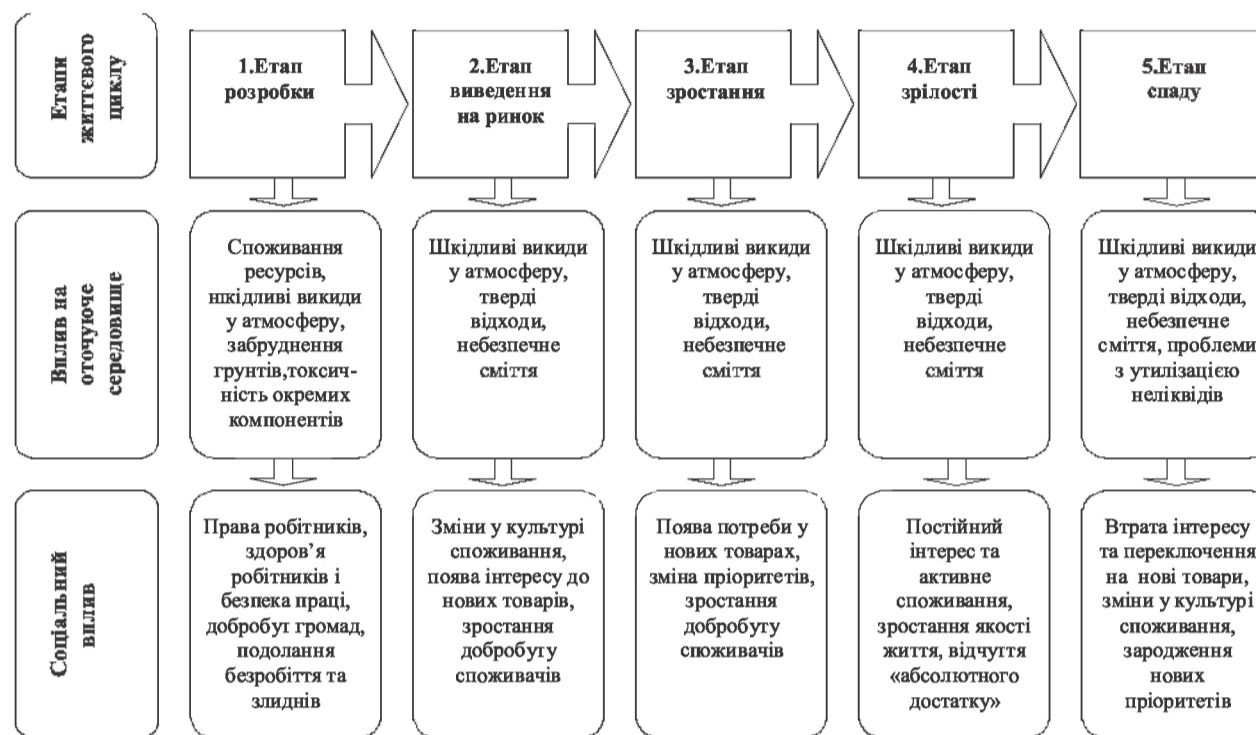 Етапи
життєвого
циклу
1.Етап
розробки
2.Етап
виведення
на ринок
3.Етап
зростання
4.Етап
зрілості
5.Етап
спаду
Вплив на
оточуюче
середовище
Споживання
ресурсів,
шкідливі викиди
у атмосферу,
забруднення
грунтів,токсич-
ність окремих
компонентів
Шкідливі викиди
у атмосферу,
тверді
відходи,
небезпечне
сміття
Шкідливі викиди
у атмосферу,
тверді
відходи,
небезпечне
сміття
Шкідливі викиди
у атмосферу,
тверді
відходи,
небезпечне
сміття
Шкідливі викиди
у атмосферу,
тверді відходи,
небезпечне
сміття, проблеми
з утилізацією
неліквідів
Соціальний
вплив
Права робітників,
здоров’я
робітників і
безпека праці,
добробут громад,
подолання
безробіття та
злиднів
Зміни у культурі
споживання,
поява інтересу до
нових товарів,
зростання
добробуту
споживачів
Поява потреби у
нових товарах,
зміна пріоритетів,
зростання
добробуту
споживачів
Постійний
інтерес та
активне
споживання,
зростання якості
життя, відчуття
«абсолютного
достатку»
Втрата інтересу
та переключення
на нові товари,
зміни у культурі
споживання,
зародження
нових
пріоритетів